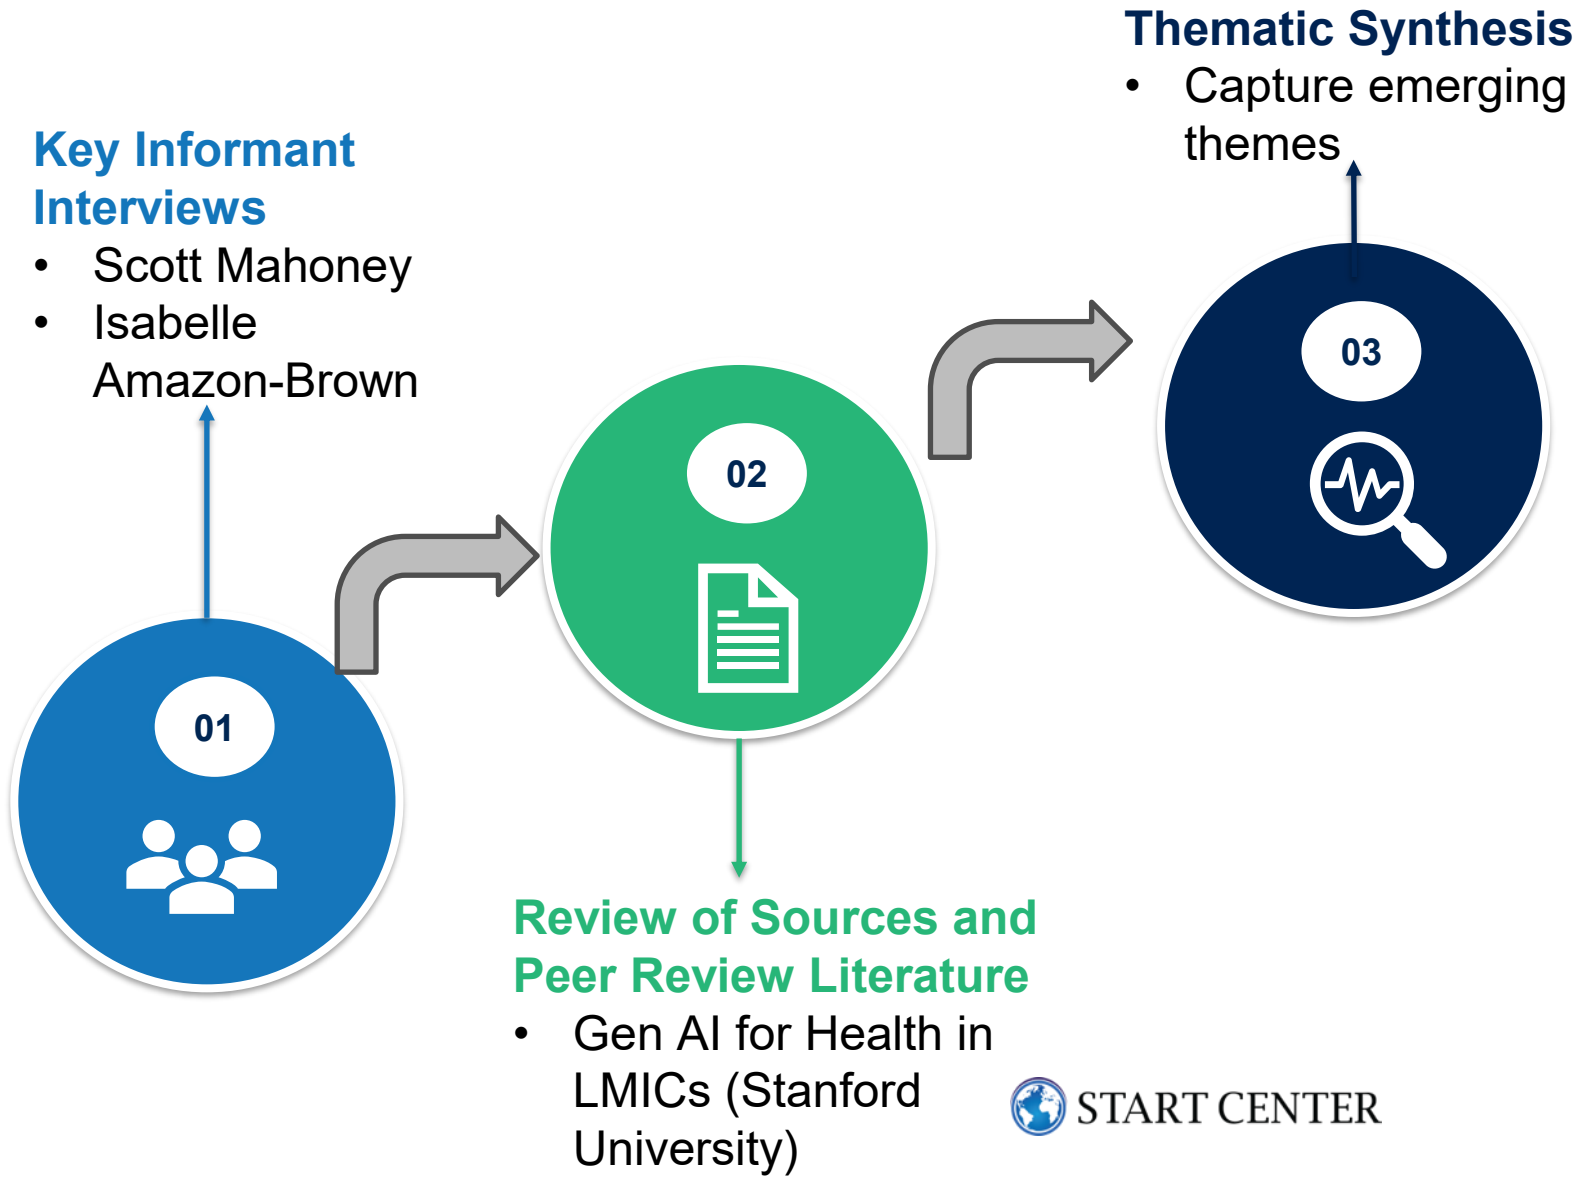 Key Informant
Interviews
• Scott Mahoney
• Isabelle
Amazon-Brown
01
02
Review of Sources and
Peer Review Literature
• Gen AI for Health in
LMICs (Stanford
University)
Thematic Synthesis
• Capture emerging
themes
03
START CENTER